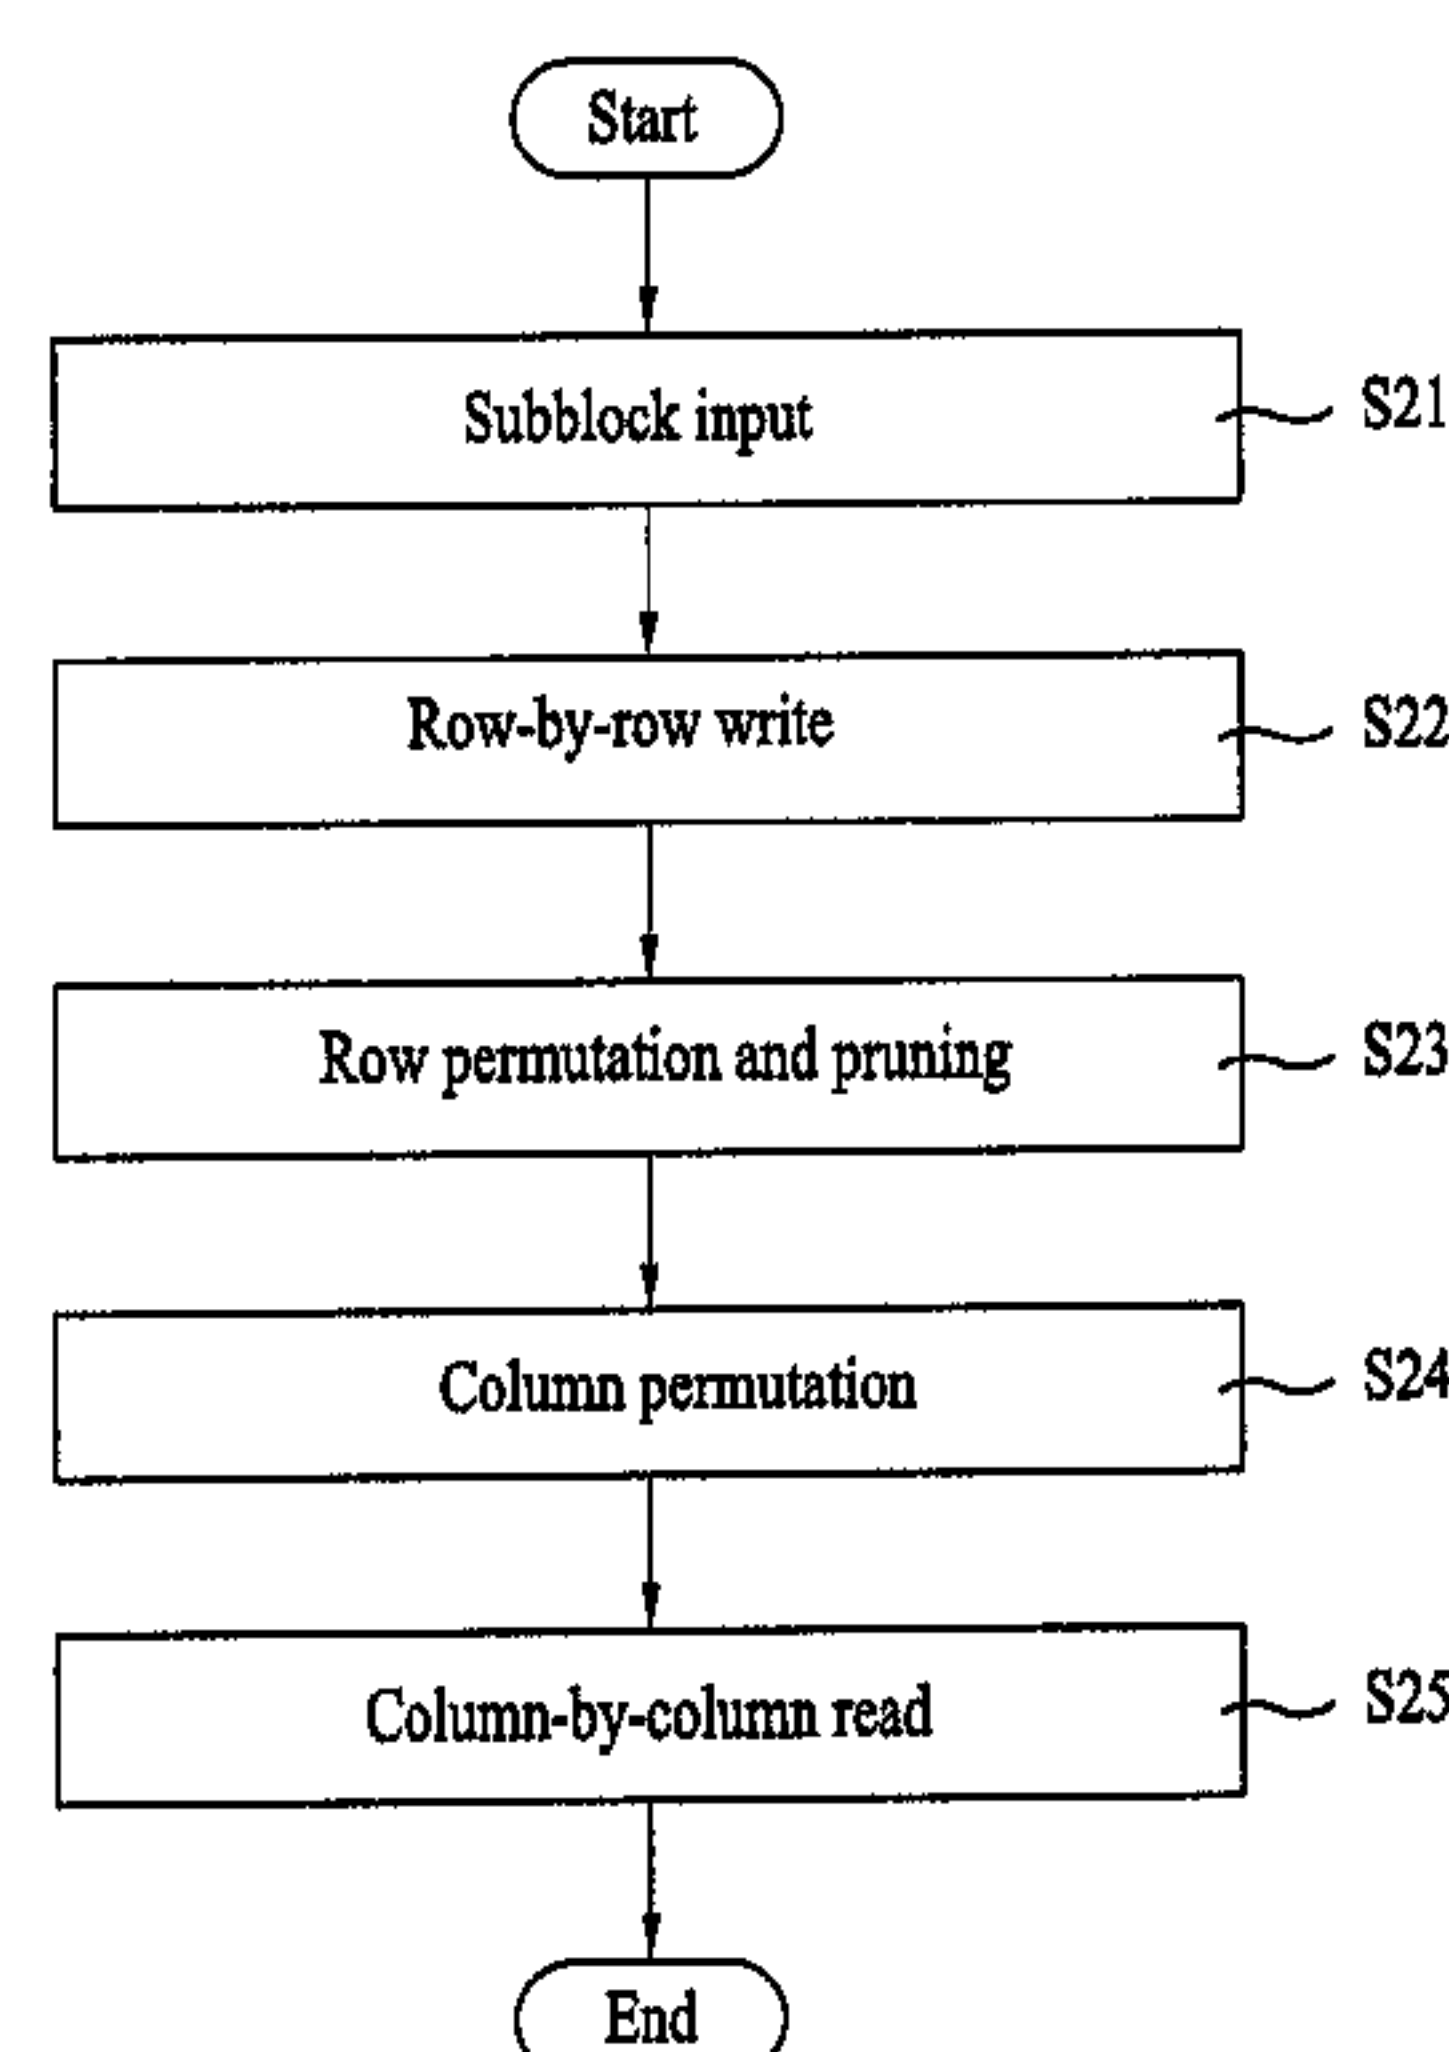 Start
Subblock input
S21
Row-by-row write
S22
Row permutation and pruning
S23
Column permutation
S24
Column-by-column read
S25
End